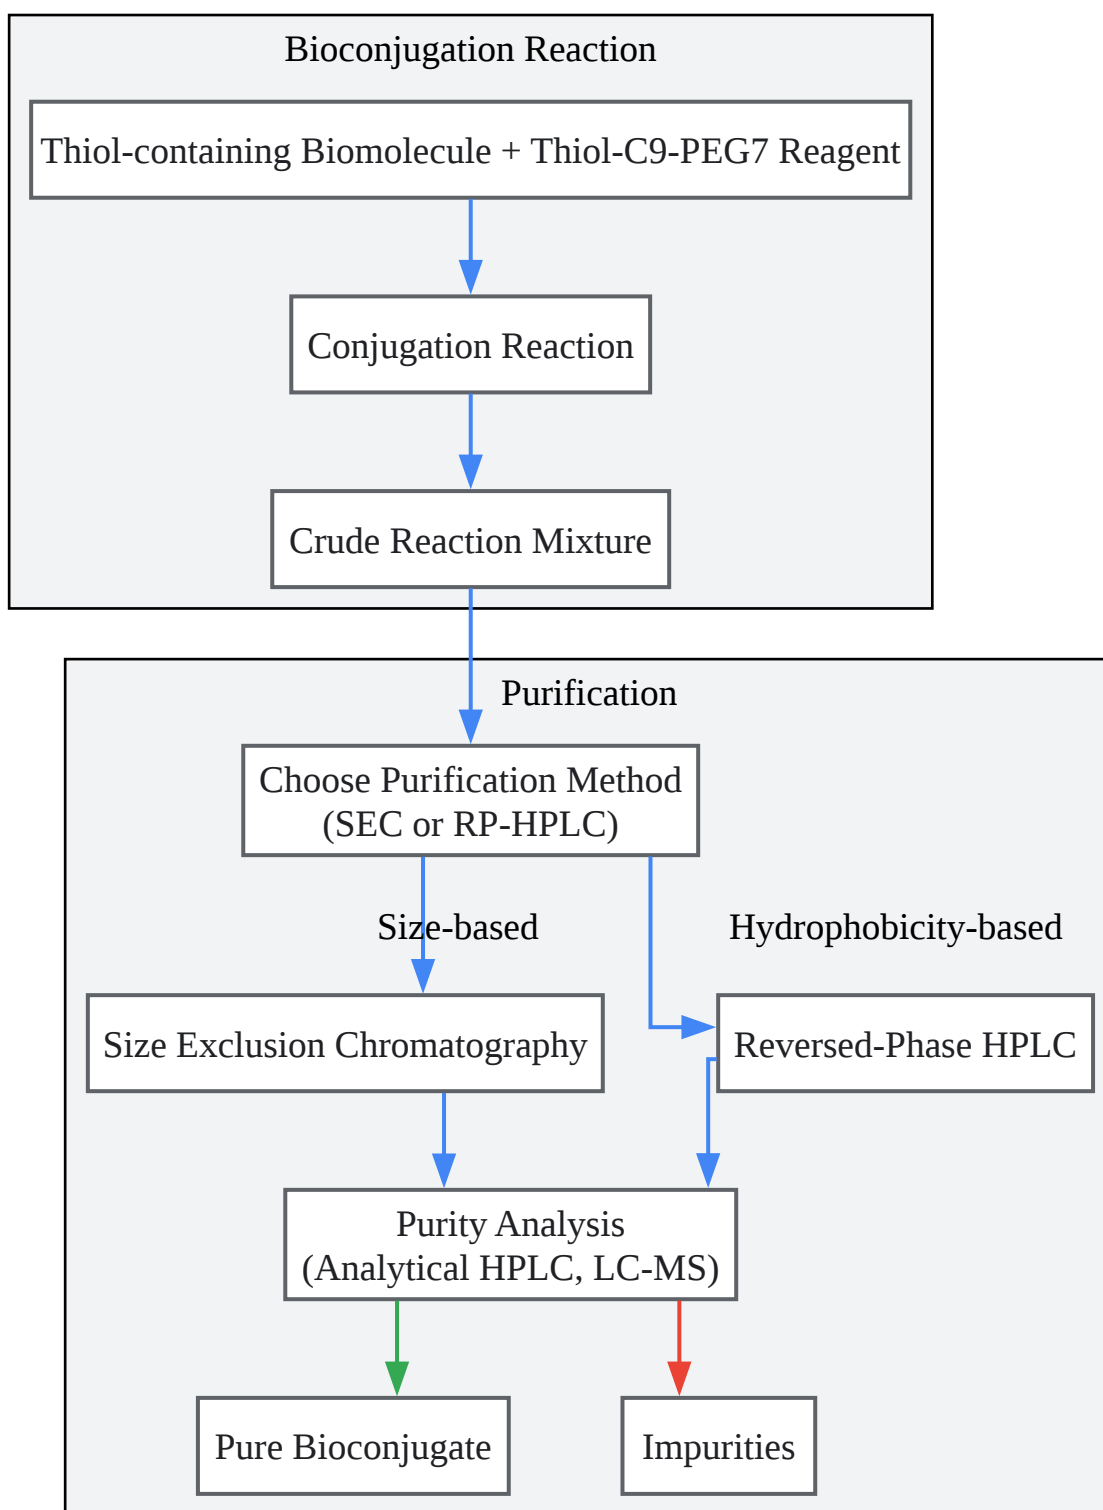 Bioconjugation Reaction
Thiol-containing Biomolecule + Thiol-C9-PEG7 Reagent
Conjugation Reaction
Crude Reaction Mixture
Purification
Choose Purification Method
(SEC or RP-HPLC)
Size-based
Hydrophobicity-based
Size Exclusion Chromatography
Reversed-Phase HPLC
Purity Analysis
(Analytical HPLC, LC-MS)
Pure Bioconjugate
Impurities